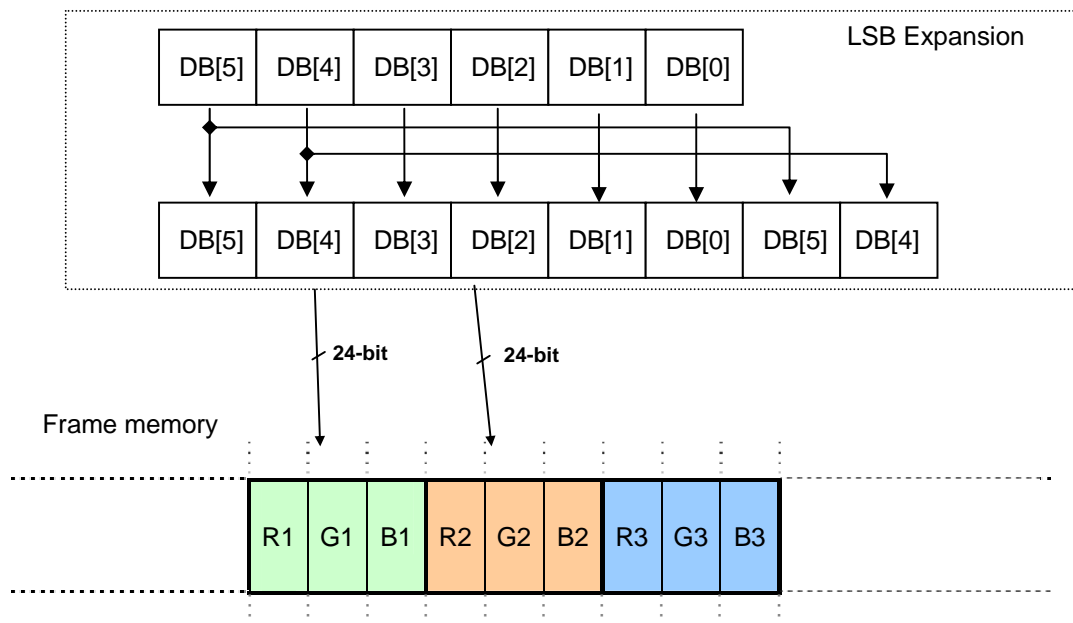 LSB Expansion
DB[5] DB[4] DB[3] DB[2] DB[1] DB[0]
DB[5] DB[4] DB[3] DB[2] DB[1] DB[0] DB[5] DB[4]
24-bit 24-bit
Frame memory
R1 G1 B1 R2 G2 B2 R3 G3 B3